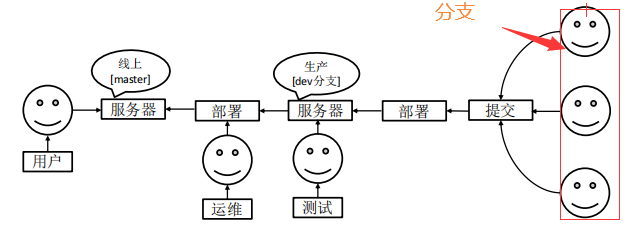 分支
线上
[master]
生产
[dev分支]
服务器
部署
服务器
部署
提交
用户
运维
测试